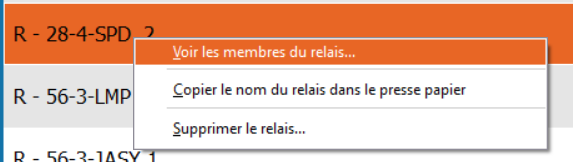 R - 28-4-SPD_2
Voir les membres du relais...
R - 56-3-LMP
Copier le nom du relais dans le presse papier
Supprimer le relais...
R - 56-3-JASY 1